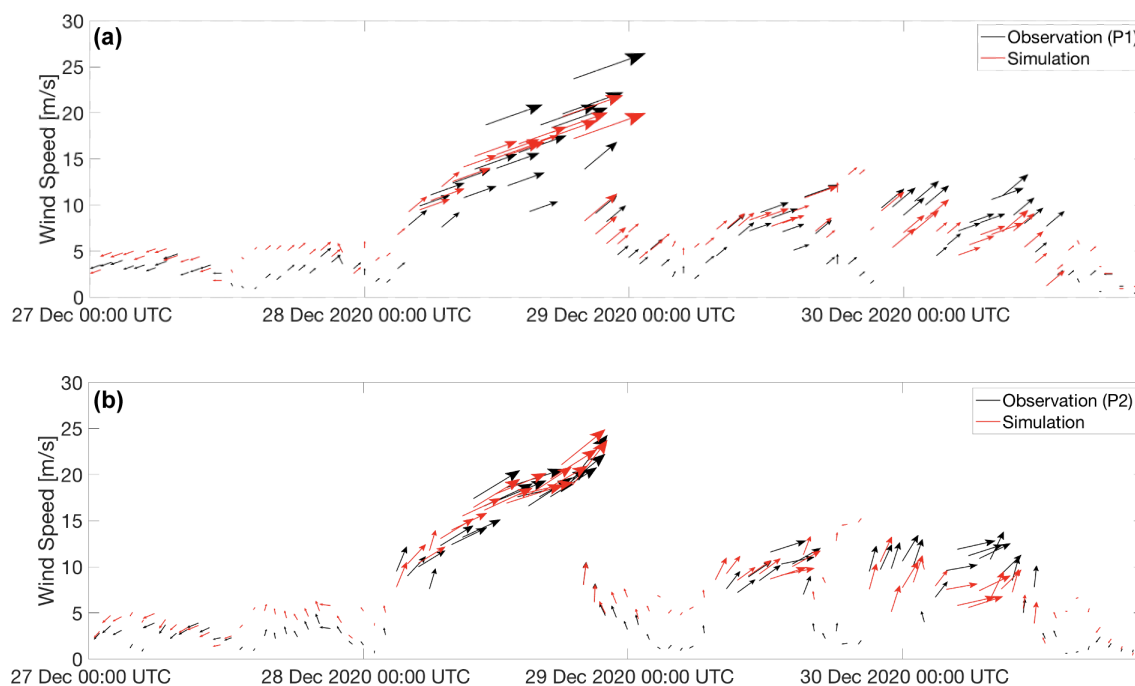 (a)
Observation (P1)
Simulation
Wind Speed [m/s]
30
25
20
15
10
5
0
27 Dec 00:00 UTC 28 Dec 2020 00:00 UTC 29 Dec 2020 00:00 UTC 30 Dec 2020 00:00 UTC
(b)
Observation (P2)
Simulation
Wind Speed [m/s]
30
25
20
15
10
5
0
27 Dec 00:00 UTC 28 Dec 2020 00:00 UTC 29 Dec 2020 00:00 UTC 30 Dec 2020 00:00 UTC